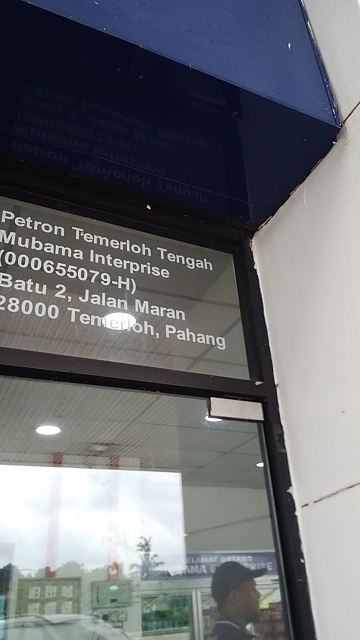 Petron Temerloh Tengah
Mubama Interprise
(000655079-H)
Batu 2, Jalan Maran
28000 Temerloh, Pahang